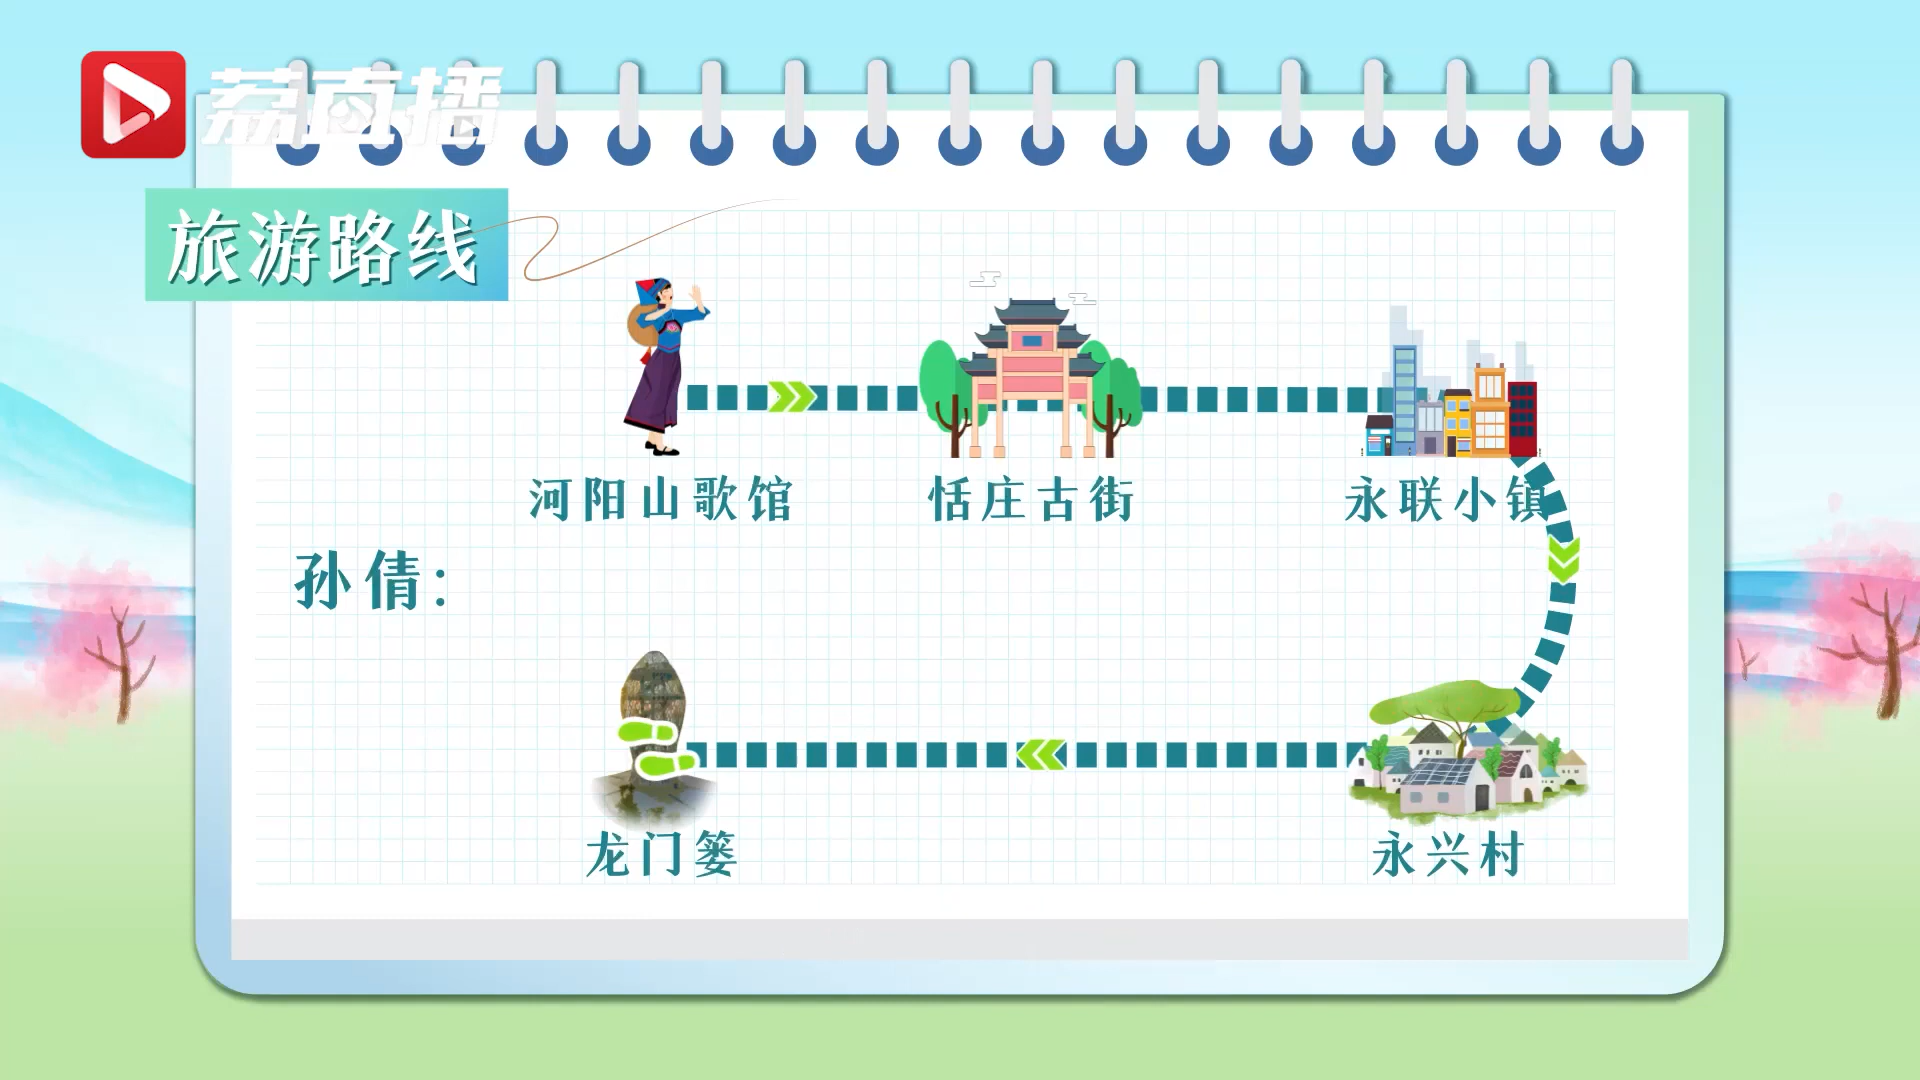 荔直播
旅游路线
河阳山歌馆
恬庄古街
永联小镇
孙倩:
龙门篓
永兴村